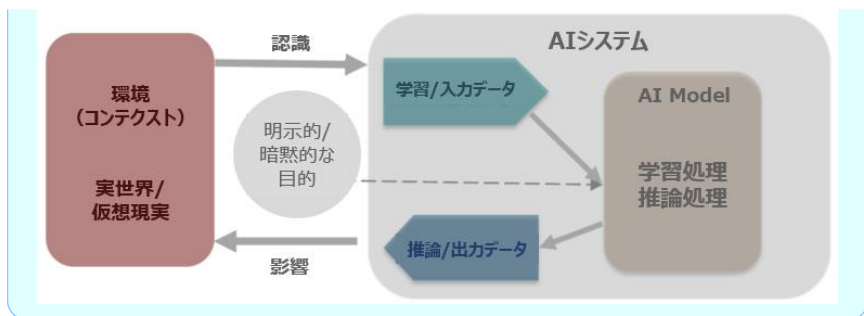 認識
AIシステム
環境
（コンテクスト）
実世界/
仮想現実
明示的/
暗黙的な
目的
学習/入力データ
AI Model
学習処理
推論処理
推論/出力データ
影響